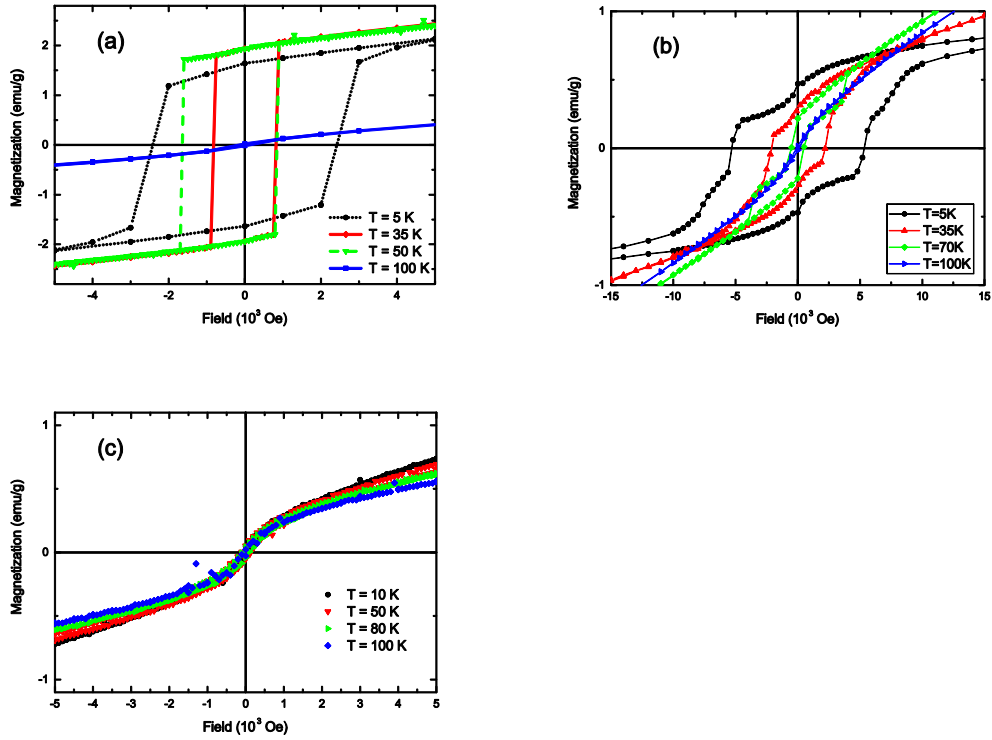 (a)
Magnetization (emu/g)
2
1
0
-1
-2
-4
-2
0
2
4
Field (10³ Oe)
T = 5 K
T = 35 K
T = 50 K
T = 100 K
(b)
Magnetization (emu/g)
1
0
-1
-15
-10
-5
0
5
10
15
Field (10³ Oe)
T=5K
T=35K
T=70K
T=100K
(c)
Magnetization (emu/g)
1
0
-1
-5
-4
-3
-2
-1
0
1
2
3
4
5
Field (10³ Oe)
T = 10 K
T = 50 K
T = 80 K
T = 100 K